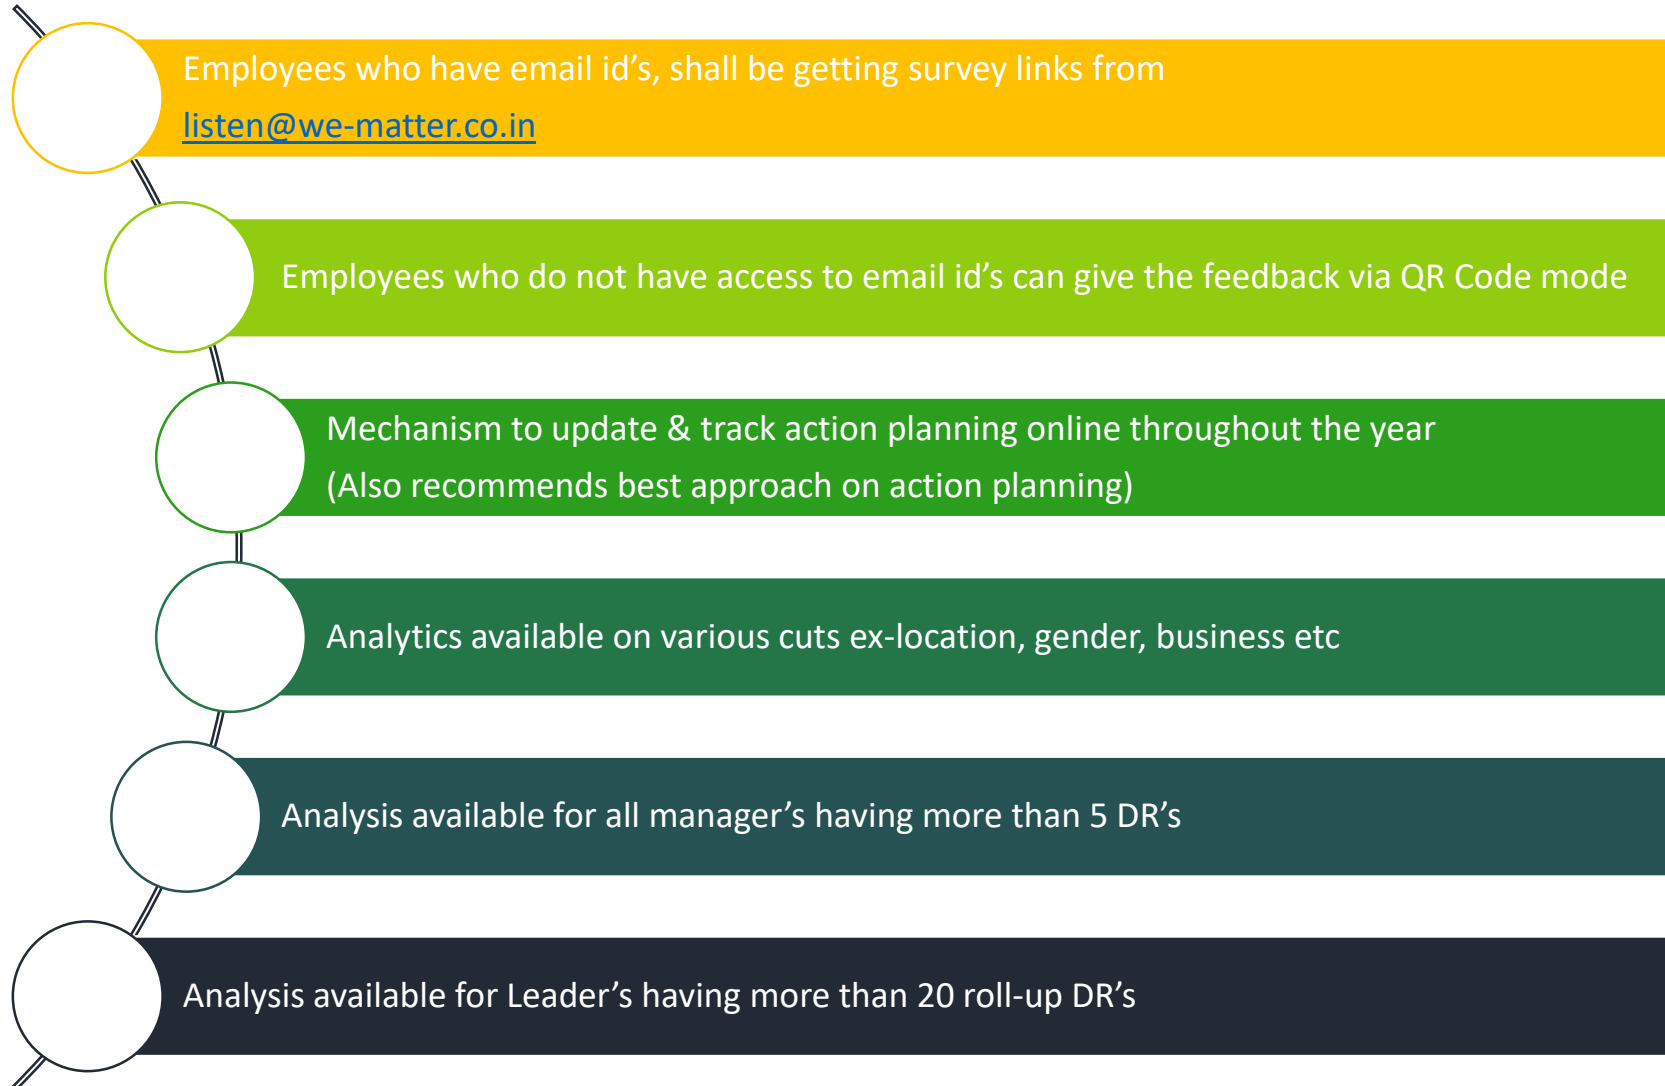 Employees who have email id’s, shall be getting survey links from
listen@we-matter.co.in
Employees who do not have access to email id’s can give the feedback via QR Code mode
Mechanism to update & track action planning online throughout the year
(Also recommends best approach on action planning)
Analytics available on various cuts ex-location, gender, business etc
Analysis available for all manager’s having more than 5 DR’s
Analysis available for Leader’s having more than 20 roll-up DR’s